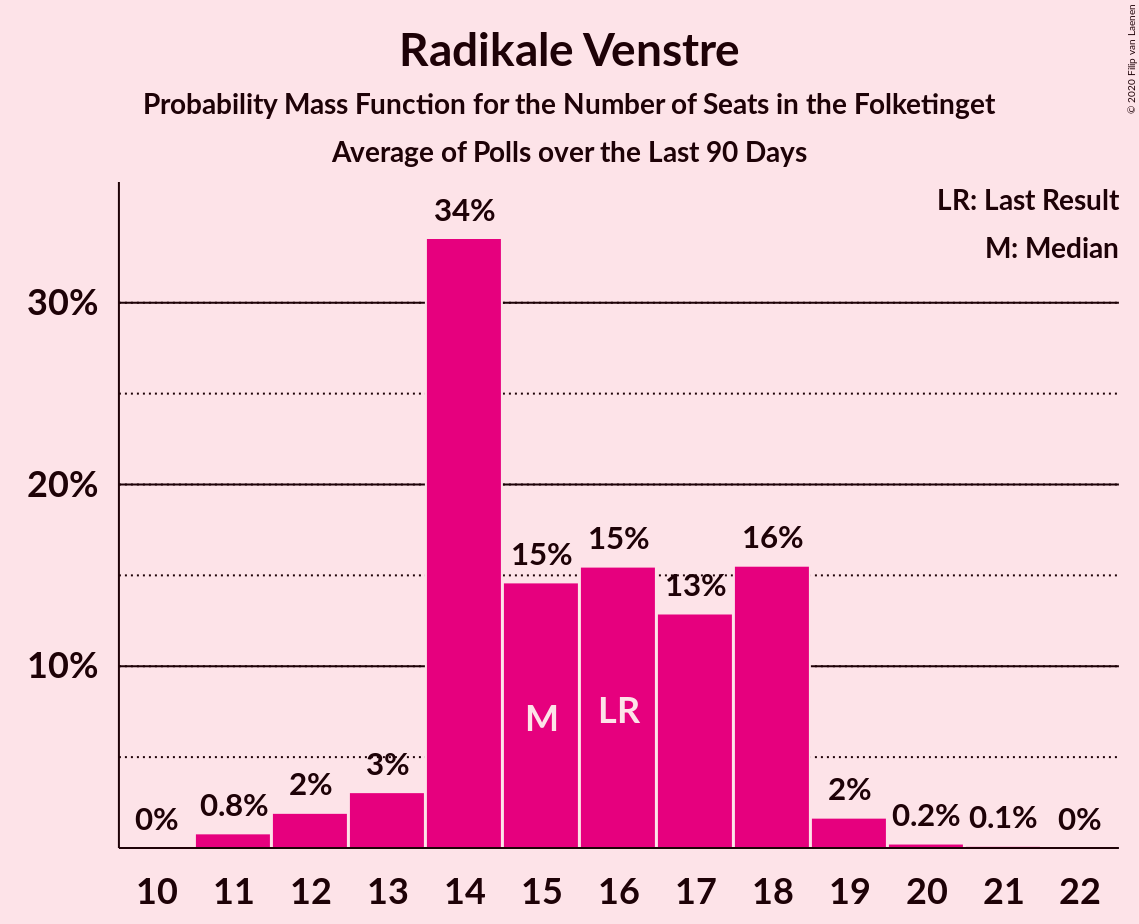 Radikale Venstre
Probability Mass Function for the Number of Seats in the Folketinget
Average of Polls over the Last 90 Days
© 2020 Filip van Laenen
LR: Last Result
M: Median
34%
30%
20%
15%
15%
13%
16%
10%
M
LR
0%
0.8%
2%
3%
2%
0.2%
0.1%
0%
10 11 12 13 14 15 16 17 18 19 20 21 22